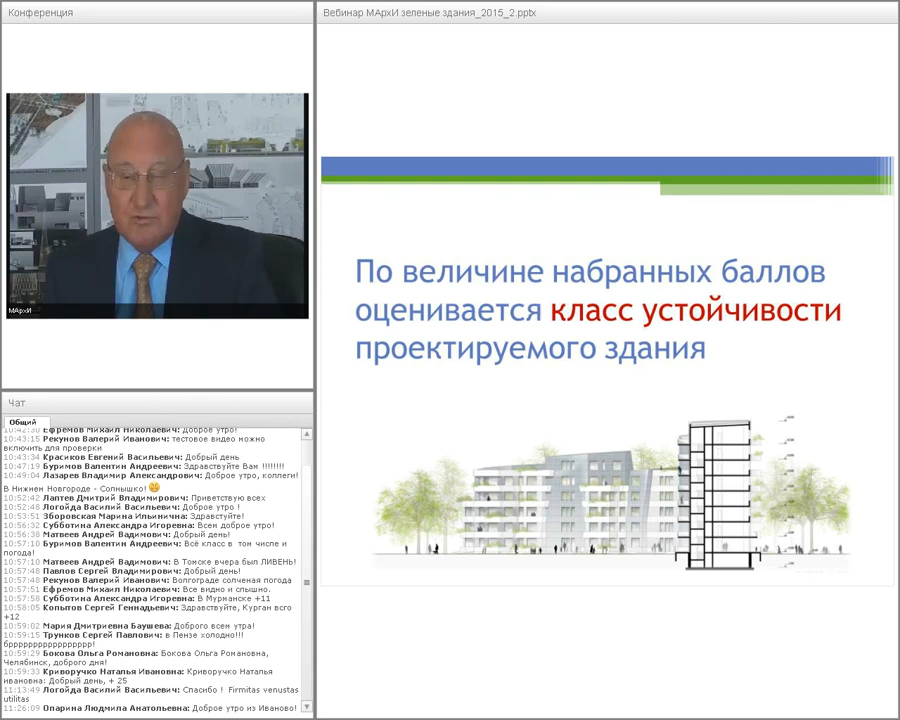 Конференция
МАрхИ
Чат
Общий
10:42:30 Ефремов Михаил Николаевич: Доброе утро!
10:43:15 Рекунов Валерий Иванович: тестовое видео можно
включить для проверки
10:43:34 Красиков Евгений Васильевич: Добрый день
10:47:19 Буримов Валентин Андреевич: Здравствуйте Вам !!!!!!!!
10:49:04 Лазарев Владимир Александрович: Доброе утро, коллеги!
В Нижнем Новгороде - Солнышко!
10:52:42 Лаптев Дмитрий Владимирович: Приветствую всех
10:52:48 Логойда Василий Васильевич: Доброе утро !
10:53:51 Зборовская Марина Ильинична: Здравстуйте!
10:56:32 Субботина Александра Игоревна: Всем доброе утро!
10:56:38 Матвеев Андрей Вадимович: Добрый день!
10:57:10 Буримов Валентин Андреевич: Всё класс в том числе и
погода!
10:57:10 Матвеев Андрей Вадимович: В Томске вчера был ЛИВЕНЬ!
10:57:48 Павлов Сергей Владимирович: Добрый день!
10:57:48 Рекунов Валерий Иванович: Волгограде солченая погода
10:57:51 Ефремов Михаил Николаевич: Все видно и слышно.
10:57:58 Субботина Александра Игоревна: В Мурманске +11
10:58:05 Копытов Сергей Геннадьевич: Здравствуйте, Курган всго
+12
10:59:02 Мария Дмитриевна Баушева: Доброго всем утра!
10:59:15 Трунков Сергей Павлович: в Пензе холодно!!!
10:59:29 Бокова Ольга Романовна: Бокова Ольга Романовна,
Челябинск, доброго дня!
10:59:33 Криворучко Наталья Ивановна: Криворучко Наталья
ивановна: Добрый день, + 25
11:13:49 Логойда Василий Васильевич: Спасибо ! Firmitas venustas
utilitas
11:26:09 Опарина Людмила Анатольевна: Доброе утро из Иваново!
Вебинар МАрхИ зеленые здания_2015_2.pptx
По величине набранных баллов
оценивается класс устойчивости
проектируемого здания